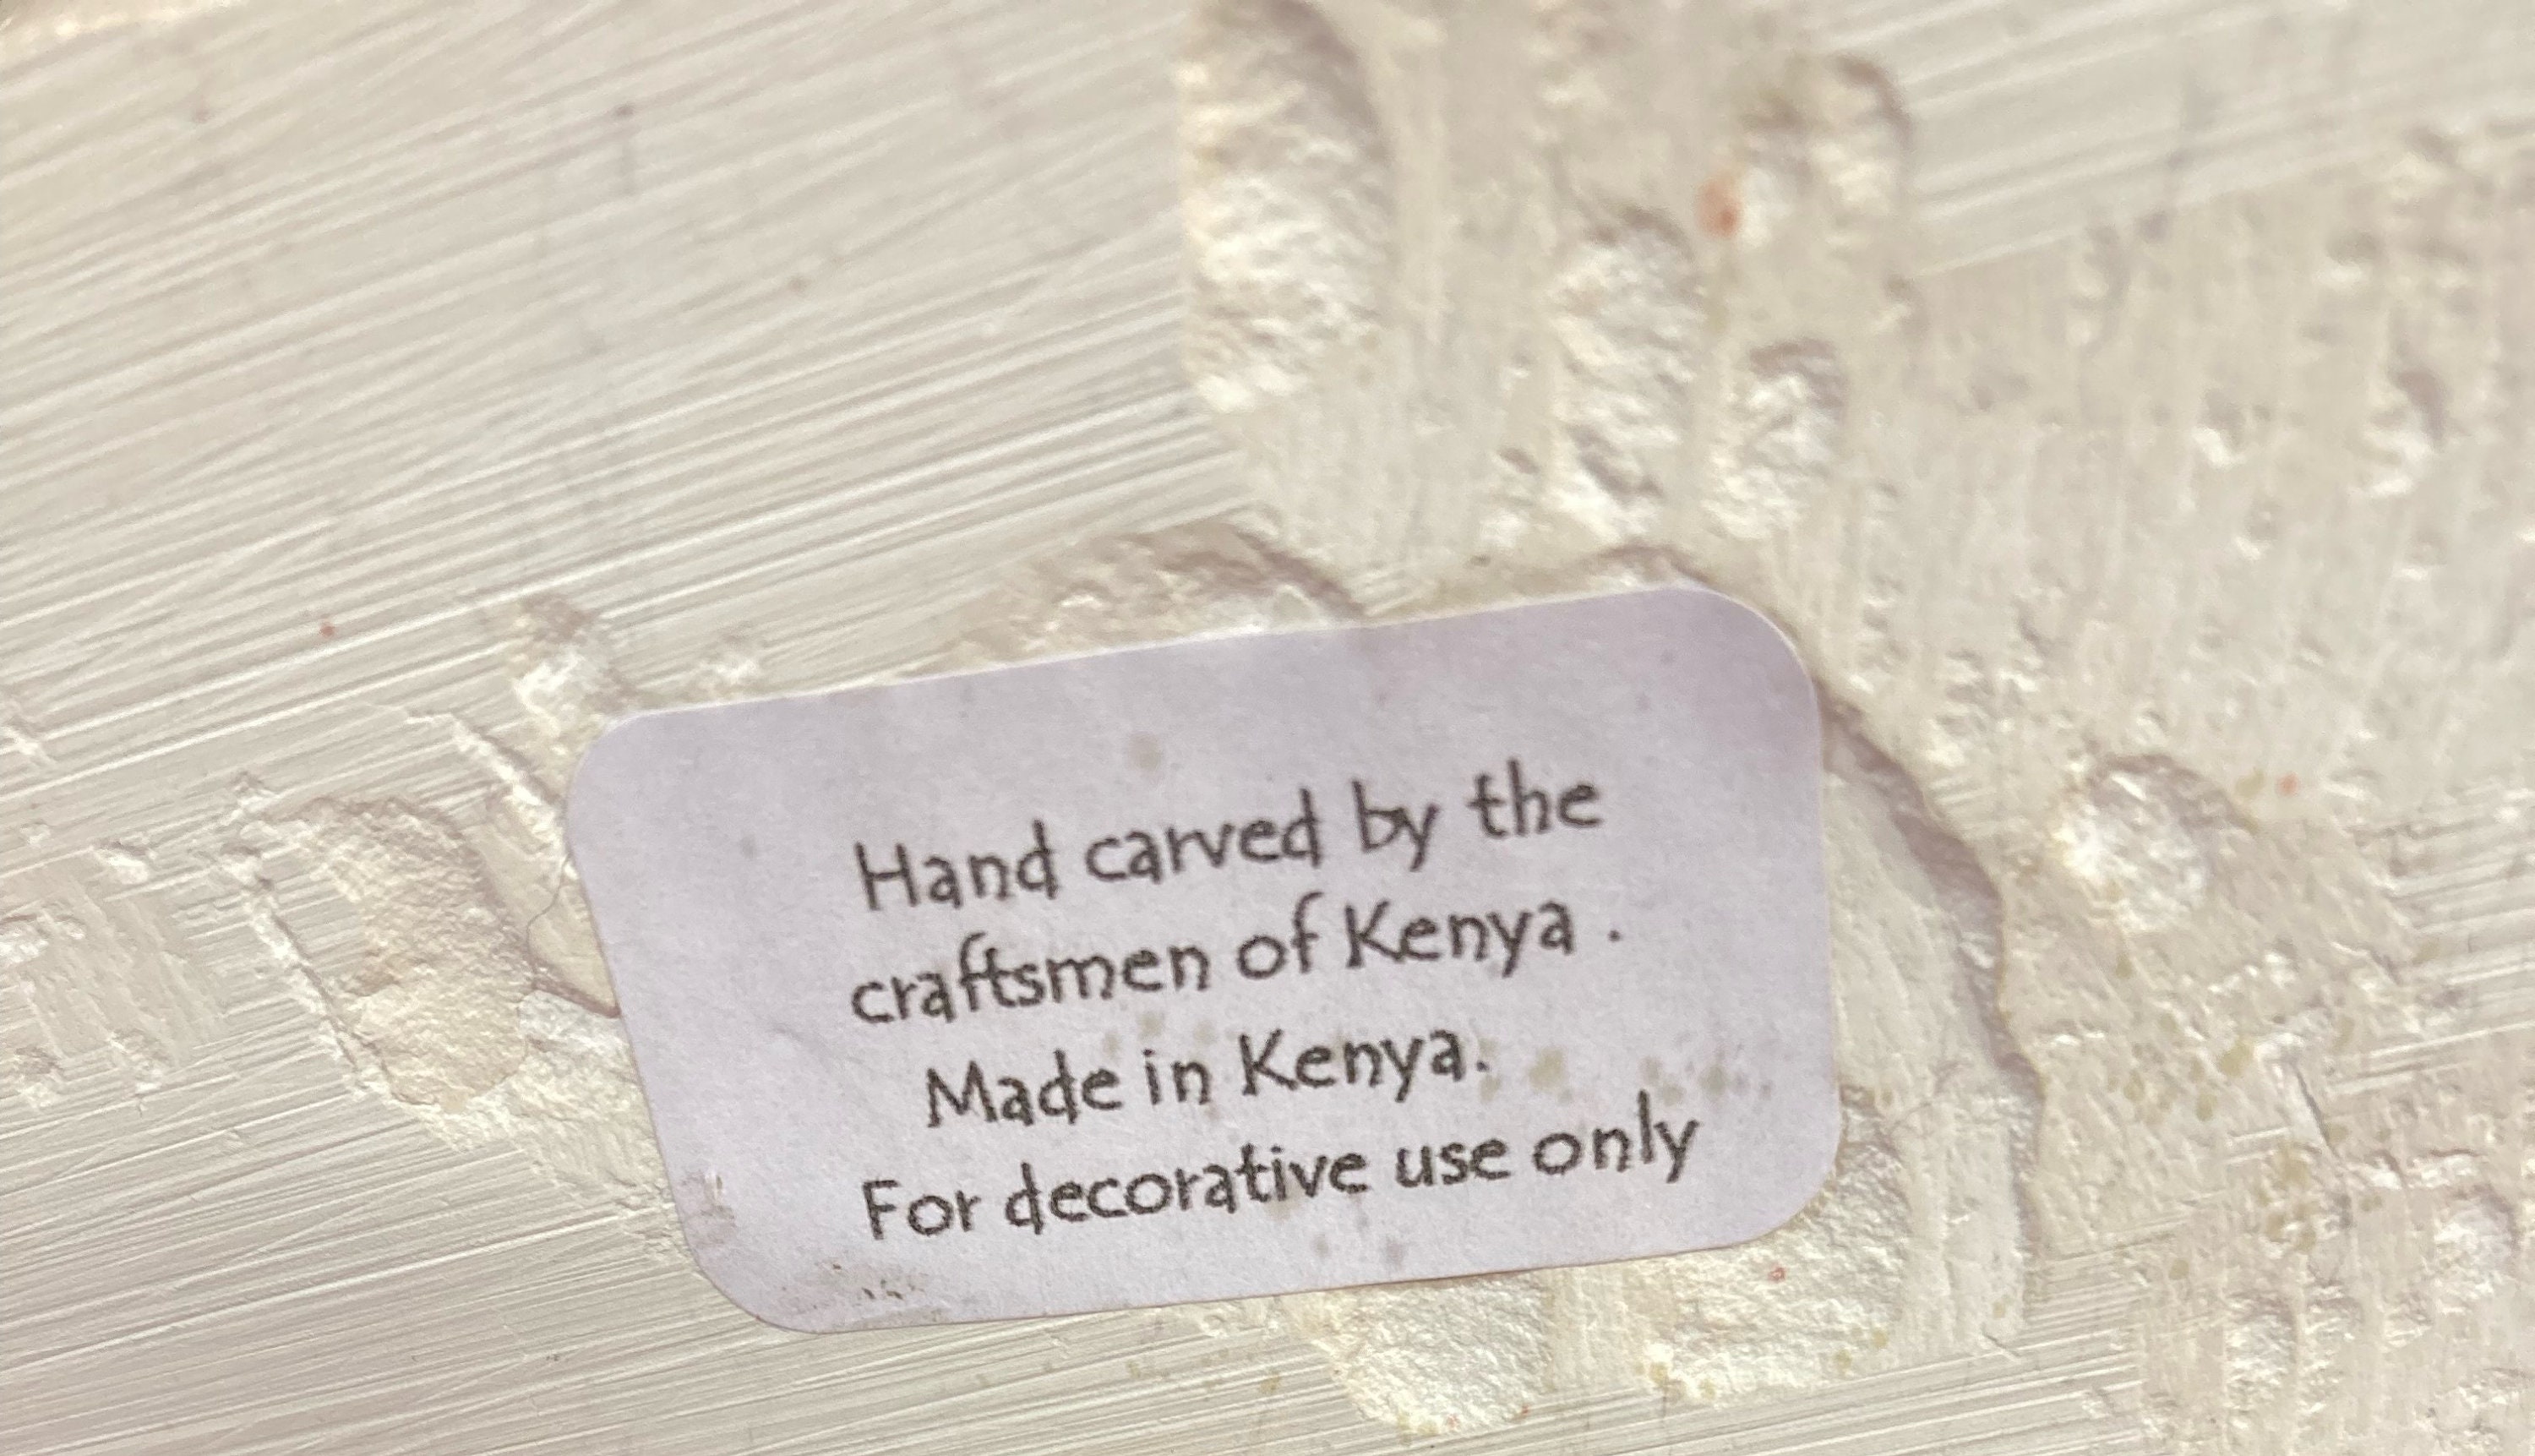 Hand carved by the
craftsmen of Kenya .
Made in Kenya.
For decorative use only